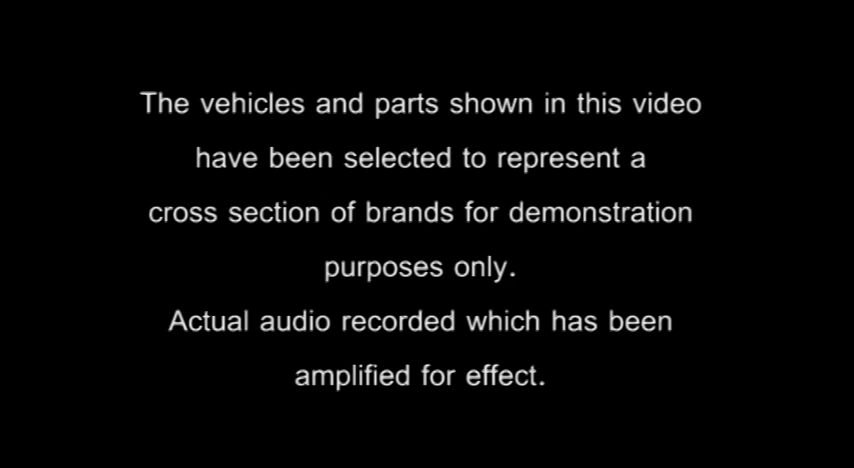 The vehicles and parts shown in this video
have been selected to represent a
cross section of brands for demonstration
purposes only.
Actual audio recorded which has been
amplified for effect.